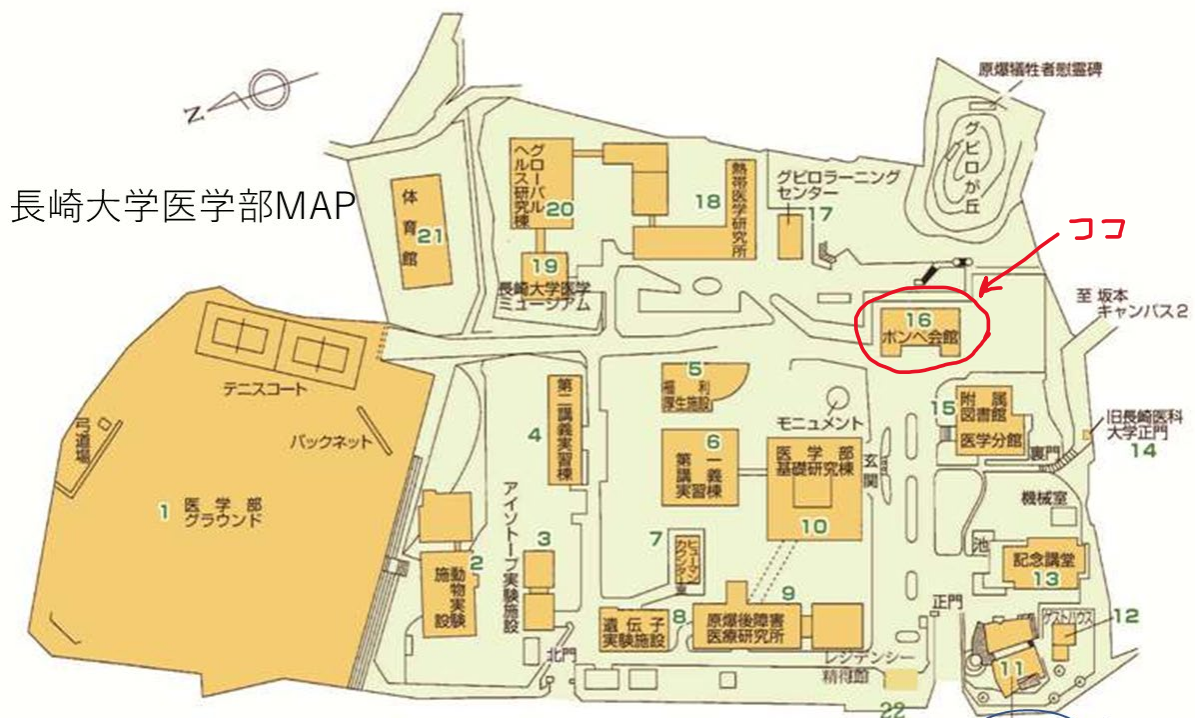 原爆犠牲者慰霊碑
グビロが丘
N
長崎大学医学部MAP
体育館
21
グローバル
ヘルス研究棟
20
熱帯医学研究所
18
グビロラーニング
センター
17
19
長崎大学医学
ミュージアム
ココ
16
ポンペ会館
至 坂本
キャンパス2
テニスコート
バックネット
弓道場
1
医学部
グラウンド
第二講義実習棟
4
5
福利
厚生施設
6
第一
講義
実習棟
モニュメント
医学部
基礎研究棟
10
玄関
15
附属
図書館
医学分館
旧長崎医科
大学正門
14
裏門
機械室
池
記念講堂
13
動物実験
施設
2
アイソトープ実験施設
3
7
ヒューマン
カウンター室
8
遺伝子
実験施設
9
原爆後障害
医療研究所
正門
ゲストハウス
12
11
北門
レジデンシー
精得館
22